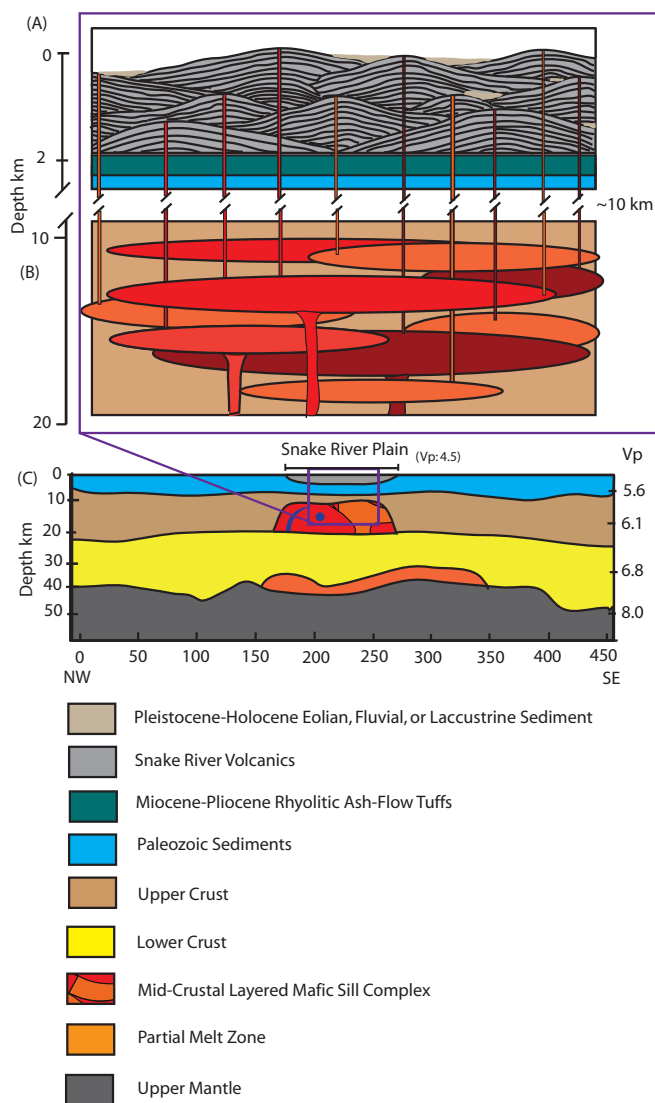 (A)
0
2
Depth km
~10 km
10
(B)
20
Snake River Plain
(Vp: 4.5)
Vp
(C)
0
10
20
30
40
50
Depth km
5.6
6.1
6.8
8.0
0 50 100 150 200 250 300 350 400 450
NW SE
Pleistocene-Holocene Eolian, Fluvial, or Laccustrine Sediment
Snake River Volcanics
Miocene-Pliocene Rhyolitic Ash-Flow Tuffs
Paleozoic Sediments
Upper Crust
Lower Crust
Mid-Crustal Layered Mafic Sill Complex
Partial Melt Zone
Upper Mantle